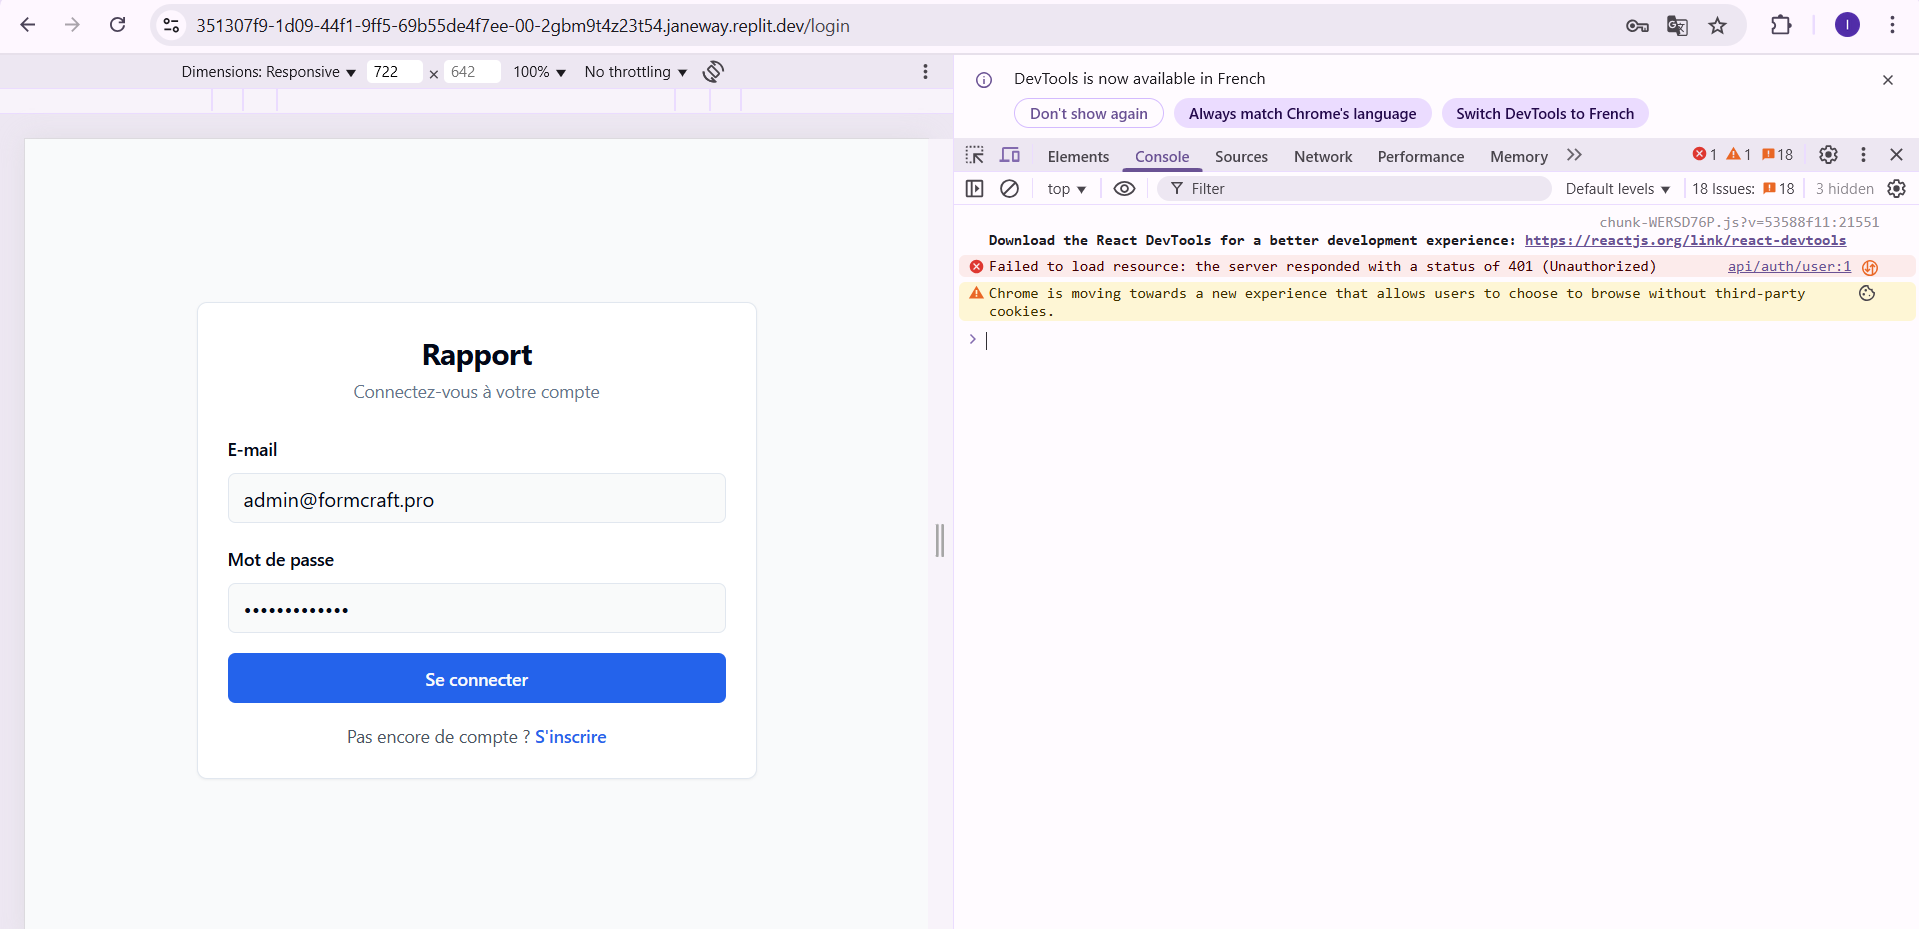 351307f9-1d09-44f1-9ff5-69b55de4f7ee-00-2gbm9t4z23t54.janeway.replit.dev/login
I
Dimensions: Responsive 722 × 642 100% No throttling
DevTools is now available in French
Don't show again Always match Chrome's language Switch DevTools to French
Elements Console Sources Network Performance Memory 1 1 18
top Filter Default levels 18 Issues: 18 3 hidden
chunk-WERSD76P.js?v=53588f11:21551
Download the React DevTools for a better development experience: https://reactjs.org/link/react-devtools
Failed to load resource: the server responded with a status of 401 (Unauthorized) api/auth/user:1
Chrome is moving towards a new experience that allows users to choose to browse without third-party
cookies.
Rapport
Connectez-vous à votre compte
E-mail
admin@formcraft.pro
Mot de passe
•••••••••••••
Se connecter
Pas encore de compte ? S'inscrire